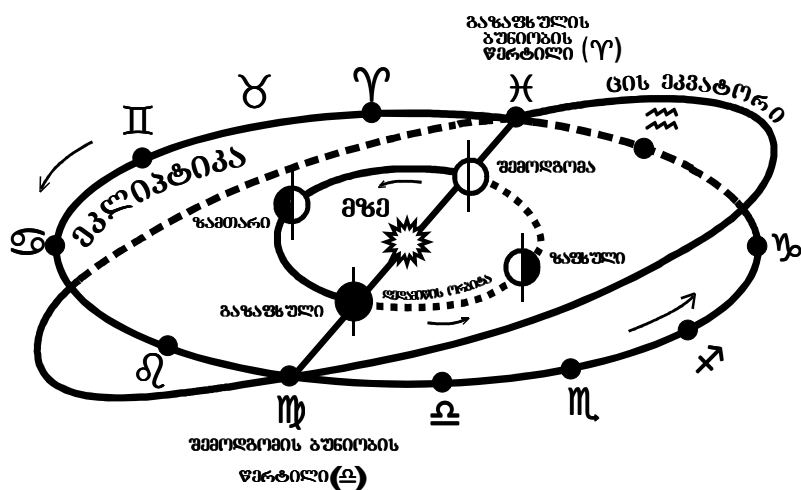 გაზაფხულის
ბუნიობის
წერტილი (♈)
ცის ეკვატორი
ეკლიპტიკა
შემოდგომა
ზამთარი
მზე
ზაფხული
დედამიწის ორბიტა
გაზაფხული
შემოდგომის ბუნიობის
წერტილი(♎)